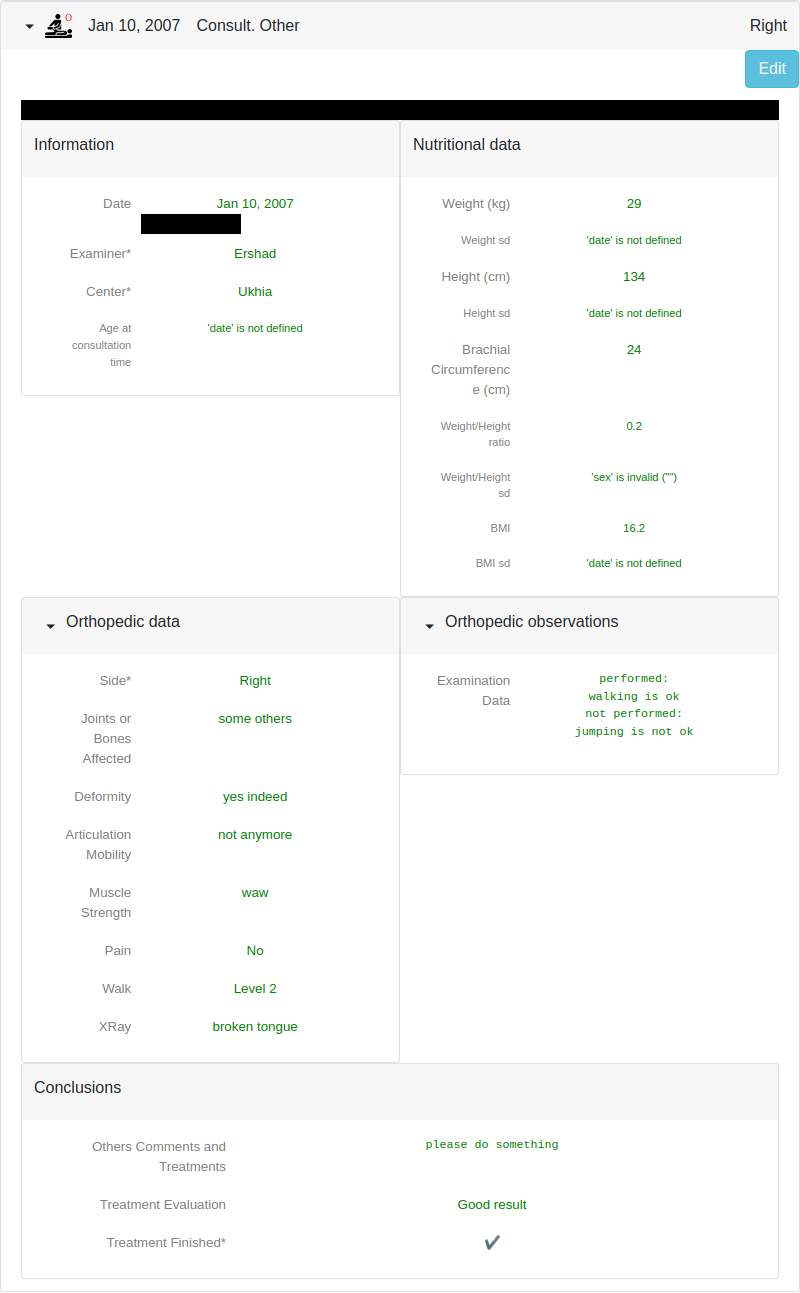 O
Jan 10, 2007 Consult. Other Right
Edit
Information
Date Jan 10, 2007
Examiner* Ershad
Center* Ukhia
Age at 'date' is not defined
consultation
time
Nutritional data
Weight (kg) 29
Weight sd 'date' is not defined
Height (cm) 134
Height sd 'date' is not defined
Brachial 24
Circumferenc
e (cm)
Weight/Height 0.2
ratio
Weight/Height 'sex' is invalid ("")
sd
BMI 16.2
BMI sd 'date' is not defined
Orthopedic data
Side* Right
Joints or some others
Bones
Affected
Deformity yes indeed
Articulation not anymore
Mobility
Muscle waw
Strength
Pain No
Walk Level 2
XRay broken tongue
Orthopedic observations
Examination performed:
Data walking is ok
not performed:
jumping is not ok
Conclusions
Others Comments and please do something
Treatments
Treatment Evaluation Good result
Treatment Finished* ✔